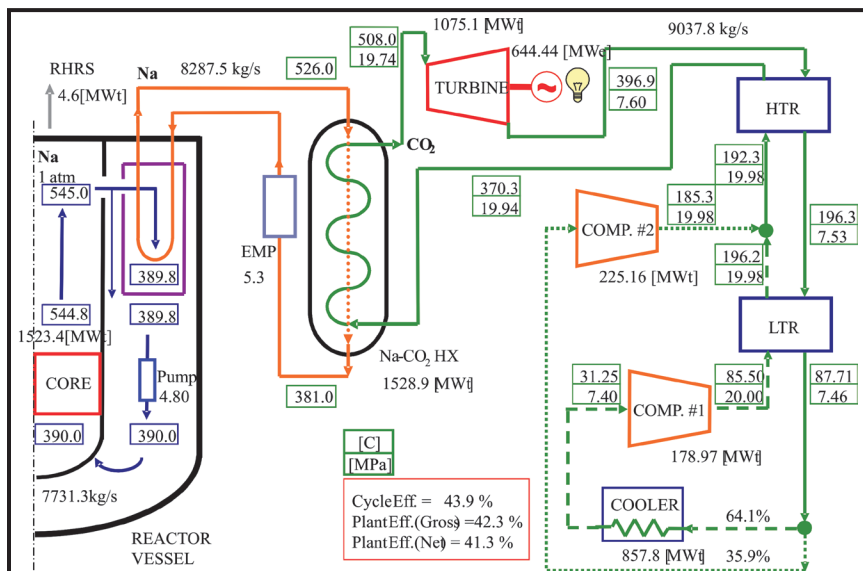 RHRS
4.6[MWt]
Na
8287.5 kg/s
526.0
508.0
19.74
1075.1 [MWt]
TURBINE
644.44 [MWe]
~
9037.8 kg/s
396.9
7.60
HTR
CO₂
Na
1 atm
545.0
544.8
1523.4[MWt]
CORE
390.0
7731.3kg/s
389.8
389.8
Pump
4.80
390.0
REACTOR
VESSEL
EMP
5.3
381.0
Na-CO₂ HX
1528.9 [MWt]
370.3
19.94
192.3
19.98
185.3
19.98
COMP. #2
225.16 [MWt]
196.2
19.98
196.3
7.53
LTR
31.25
7.40
COMP. #1
178.97 [MWt]
85.50
20.00
87.71
7.46
[C]
[MPa]
CycleEff. = 43.9 %
PlantEff.(Gross) =42.3 %
PlantEff.(Net) = 41.3 %
COOLER
857.8 [MWt]
64.1%
35.9%